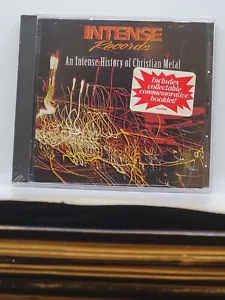 INTENSE
Records
An Intense History of Christian Metal
Includes
collectable
commemorative
booklet!